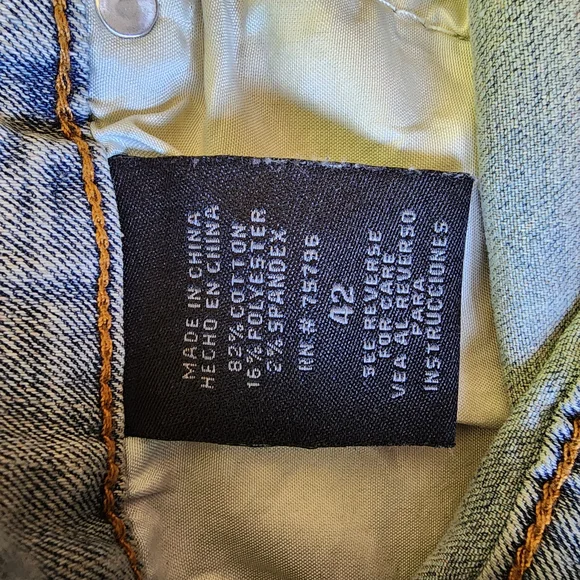 MADE IN CHINA
HECHO EN CHINA
82% COTTON
16% POLYESTER
2% SPANDEX
RN# 75796
42
SEE REVERSE
FOR CARE
VEA AL REVERSO
PARA
INSTRUCCIONES